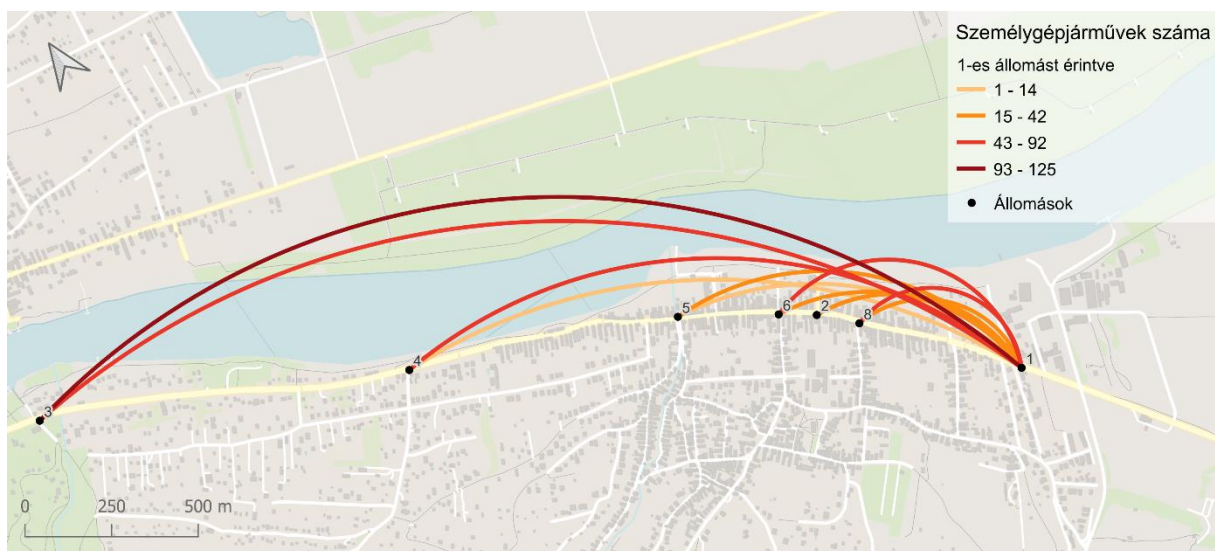 Személygépjárművek száma
1-es állomást érintve
1 - 14
15 - 42
43 - 92
93 - 125
Állomások
5
6
2
8
4
1
3
0 250 500 m